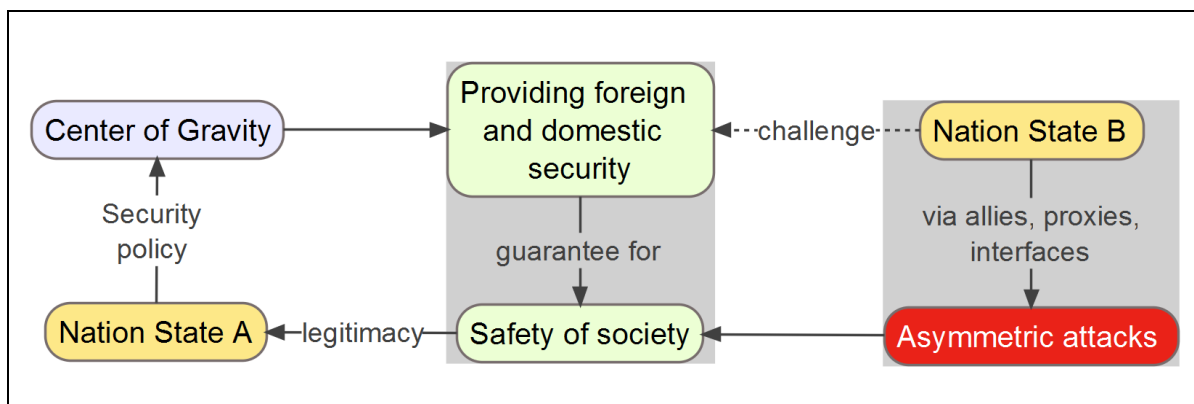 Center of Gravity
Security
policy
Nation State A
legitimacy
Providing foreign
and domestic
security
guarantee for
Safety of society
challenge
Nation State B
via allies, proxies,
interfaces
Asymmetric attacks